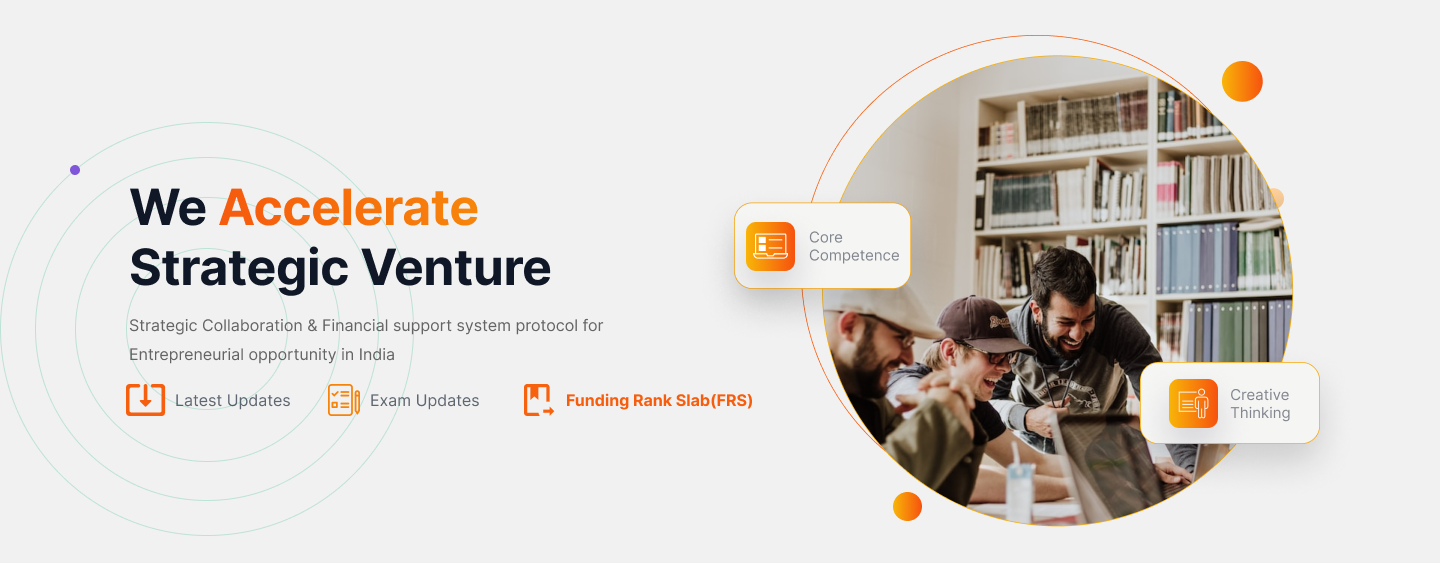 We Accelerate
Strategic Venture
Strategic Collaboration & Financial support system protocol for
Entrepreneurial opportunity in India
Latest Updates
Exam Updates
Funding Rank Slab(FRS)
Core
Competence
Creative
Thinking